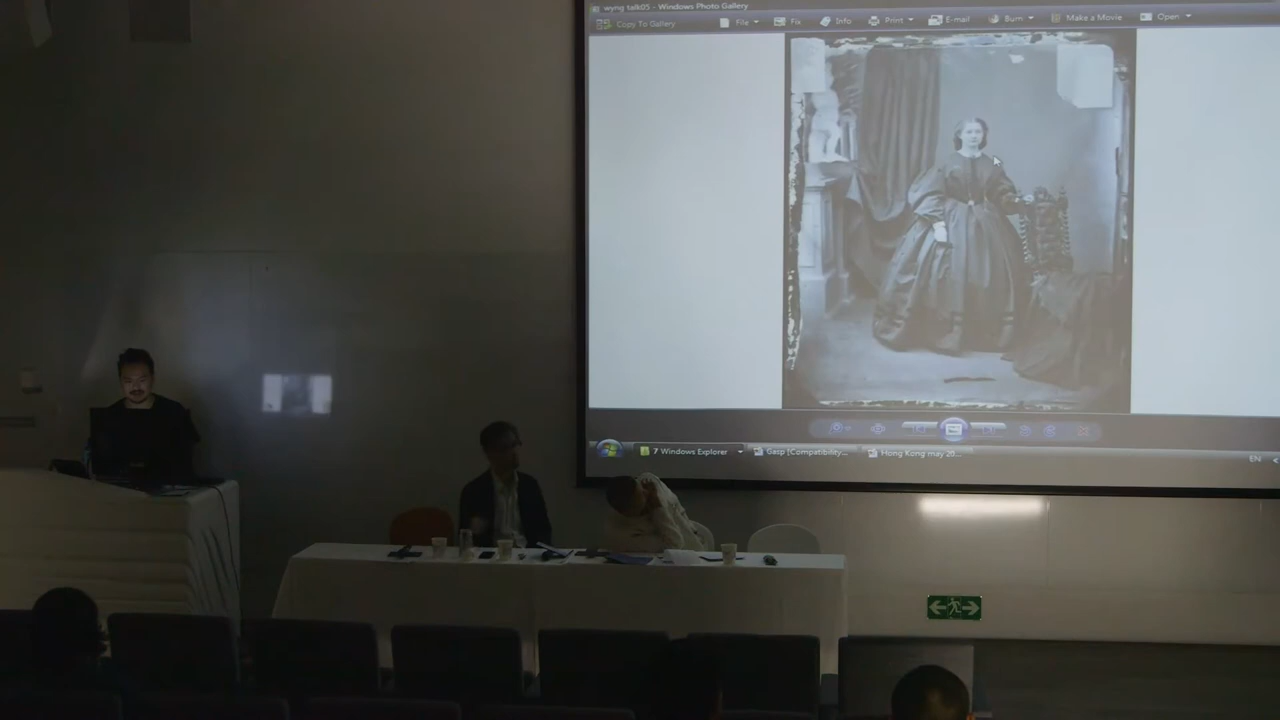 wyng talk05 - Windows Photo Gallery
Copy To Gallery File Fix Info Print E-mail Burn Make a Movie Open
7 Windows Explorer Gasp [Compatibility... Hong Kong may 20... EN <